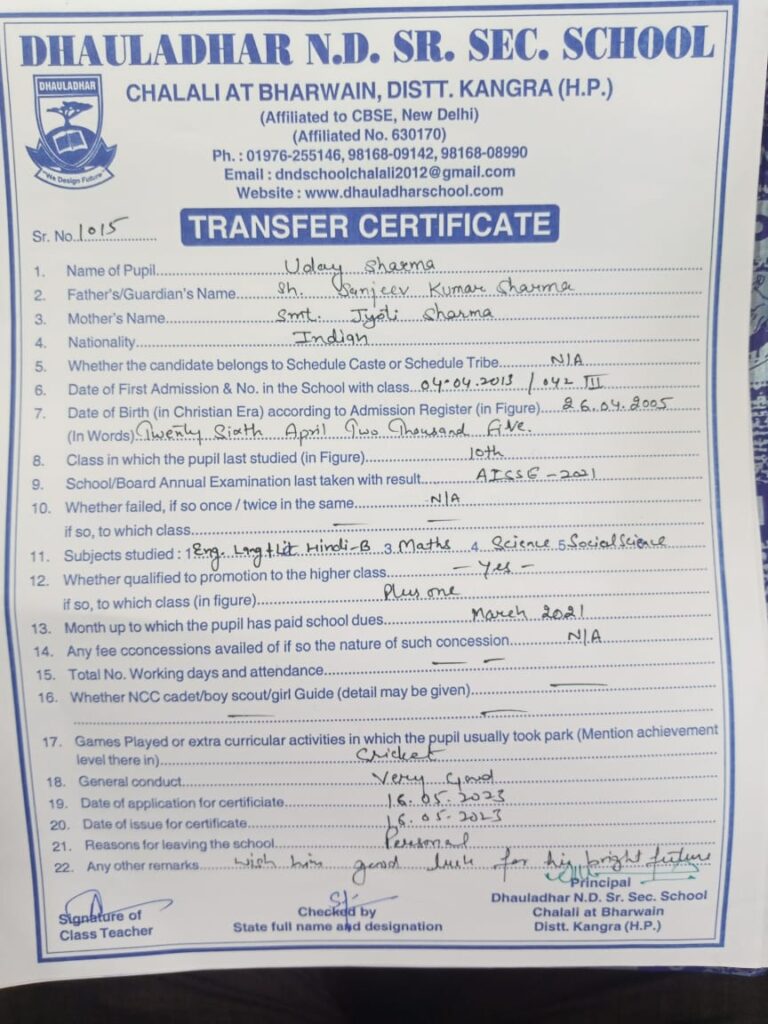 DHAULADHAR N.D. SR. SEC. SCHOOL
DHAULADHAR
"We Design Future"
CHALALI AT BHARWAIN, DISTT. KANGRA (H.P.)
(Affiliated to CBSE, New Delhi)
(Affiliated No. 630170)
Ph. : 01976-255146, 98168-09142, 98168-08990
Email : dndschoolchalali2012@gmail.com
Website : www.dhauladharschool.com
Sr. No. 1015
TRANSFER CERTIFICATE
1. Name of Pupil Uday Sharma
2. Father's/Guardian's Name Sh. Sanjeev Kumar Sharma
3. Mother's Name Smt. Jyoti Sharma
4. Nationality Indian
5. Whether the candidate belongs to Schedule Caste or Schedule Tribe N/A
6. Date of First Admission & No. in the School with class 04.04.2013 / 042 III
7. Date of Birth (in Christian Era) according to Admission Register (in Figure) 26.04.2005
(In Words) Twenty Sixth April Two Thousand Five.
8. Class in which the pupil last studied (in Figure) 10th
9. School/Board Annual Examination last taken with result AISSE - 2021
10. Whether failed, if so once / twice in the same N/A
if so, to which class
11. Subjects studied : 1 Eng. Lang + Lit Hindi-B 3. Maths 4. Science 5 Social Science
12. Whether qualified to promotion to the higher class - Yes -
if so, to which class (in figure) Plus one
13. Month up to which the pupil has paid school dues March 2021
14. Any fee cconcessions availed of if so the nature of such concession N/A
15. Total No. Working days and attendance
16. Whether NCC cadet/boy scout/girl Guide (detail may be given)
17. Games Played or extra curricular activities in which the pupil usually took park (Mention achievement
level there in) Cricket
18. General conduct Very Good
19. Date of application for certificiate 16.05.2023
20. Date of issue for certificate 16.05.2023
21. Reasons for leaving the school Personal
22. Any other remarks wish him good luck for his bright future
Signature of
Class Teacher
Checked by
State full name and designation
Principal
Dhauladhar N.D. Sr. Sec. School
Chalali at Bharwain
Distt. Kangra (H.P.)